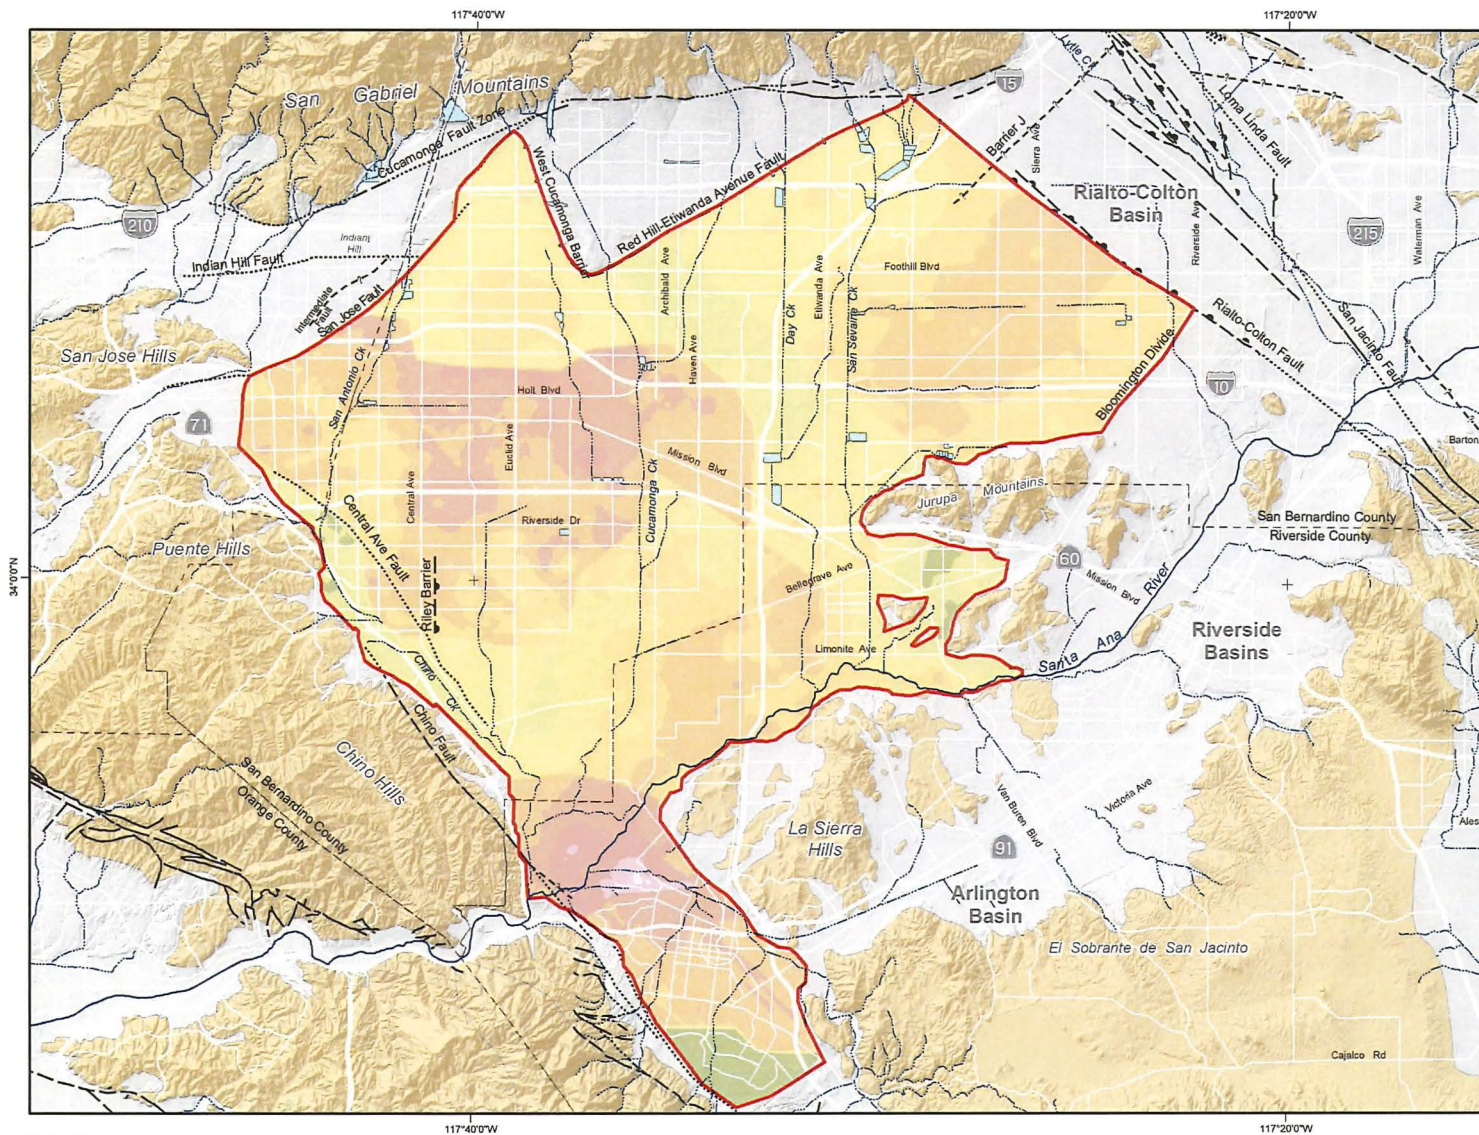 117°40'0"W
117°20'0"W
15
Lytle Ck
San Gabriel Mountains
Cucamonga Fault Zone
Loma Linda Fault
Barrier J
Sierra Ave
West Cucamonga Barrier
Red Hill-Etiwanda Avenue Fault
Rialto-Colton
Basin
210
Indian
Hill
Riverside Ave
215
Waterman Ave
Indian Hill Fault
Archibald Ave
Etiwanda Ave
Foothill Blvd
Intermediate
Fault
San Jose Fault
Day Ck
San Sevaine Ck
Rialto-Colton Fault
San Jacinto Fault
San Jose Hills
San Antonio Ck
Haven Ave
Bloomington Divide
Holt Blvd
10
71
Euclid Ave
Mission Blvd
Barton
Central Ave
Cucamonga Ck
Jurupa Mountains
Central Ave Fault
Riverside Dr
San Bernardino County
Riverside County
Puente Hills
60
34°0'0"N
Riley Barrier
Bellegrave Ave
Mission Blvd
Santa Ana River
Riverside
Basins
Limonite Ave
Chino Ck
Chino Fault
Chino Hills
San Bernardino County
Orange County
Van Buren Blvd
Victoria Ave
La Sierra
Hills
91
Ales
Arlington
Basin
El Sobrante de San Jacinto
Cajalco Rd
117°40'0"W
117°20'0"W